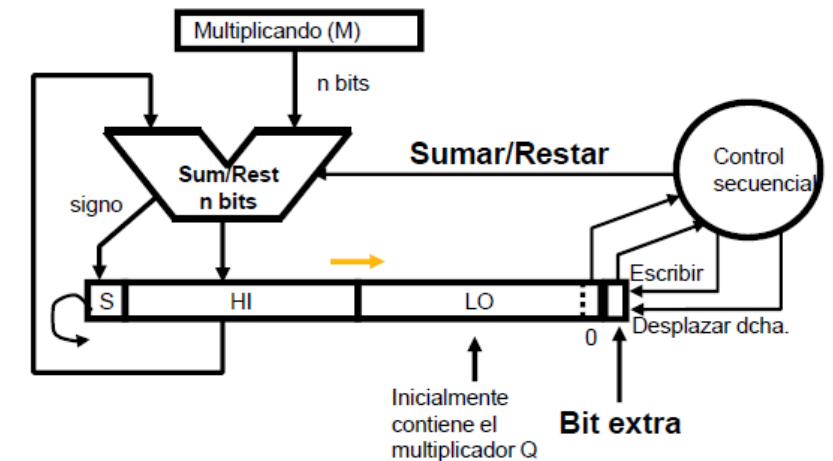 Multiplicando (M)
n bits
Sumar/Restar
Control
secuencial
Sum/Rest
n bits
signo
Escribir
S
HI
LO
Desplazar dcha.
0
Inicialmente
contiene el
multiplicador Q
Bit extra